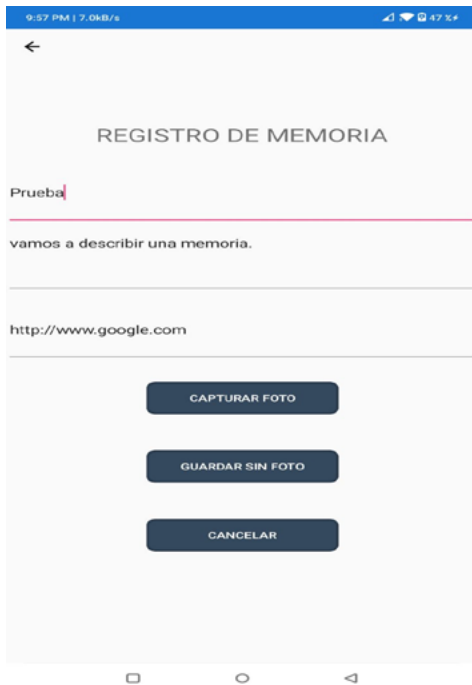 9:57 PM | 7.0kB/s 47 %
REGISTRO DE MEMORIA
Prueba
vamos a describir una memoria.
http://www.google.com
CAPTURAR FOTO
GUARDAR SIN FOTO
CANCELAR